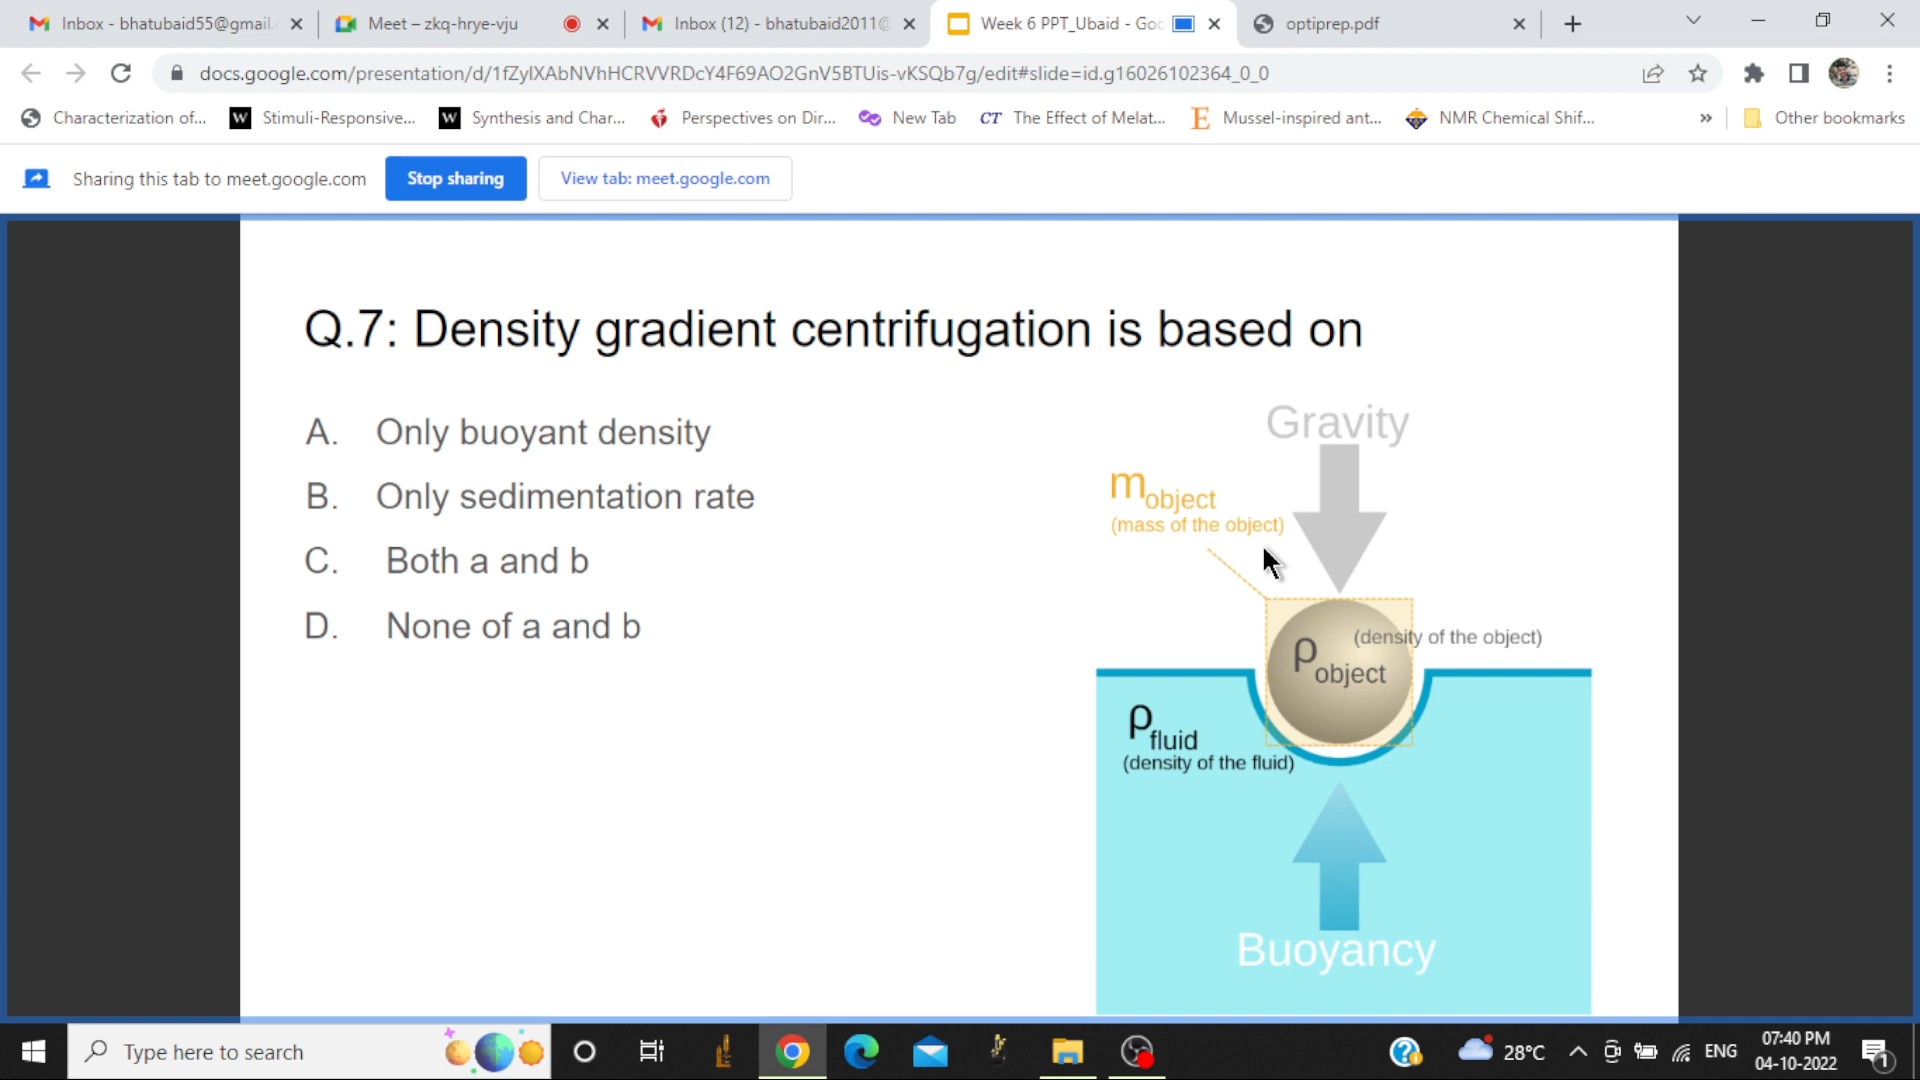 Inbox - bhatubaid55@gmail.
Meet – zkq-hrye-vju
Inbox (12) - bhatubaid2011@
Week 6 PPT_Ubaid - Goo
optiprep.pdf
docs.google.com/presentation/d/1fZylXAbNVhHCRVVRDcY4F69AO2GnV5BTUis-vKSQb7g/edit#slide=id.g16026102364_0_0
Characterization of...
Stimuli-Responsive...
Synthesis and Char...
Perspectives on Dir...
New Tab
CT The Effect of Melat...
E Mussel-inspired ant...
NMR Chemical Shif...
»
Other bookmarks
Sharing this tab to meet.google.com
Stop sharing
View tab: meet.google.com
Q.7: Density gradient centrifugation is based on
A. Only buoyant density
B. Only sedimentation rate
C. Both a and b
D. None of a and b
Gravity
m object
(mass of the object)
(density of the object)
ρ object
ρ fluid
(density of the fluid)
Buoyancy
Type here to search
28°C
ENG
07:40 PM
04-10-2022
1